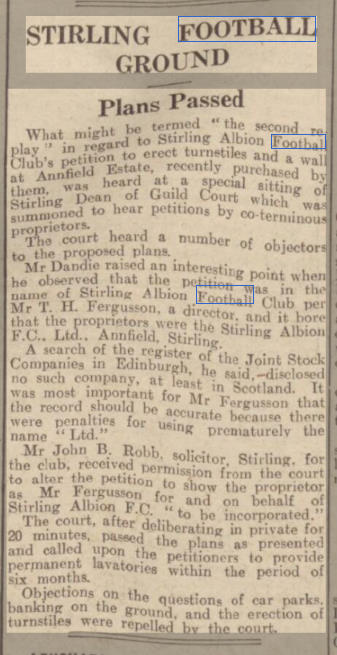 STIRLING FOOTBALL
GROUND
Plans Passed
What might be termed "the second re-
play" in regard to Stirling Albion Football
Club's petition to erect turnstiles and a wall
at Annfield Estate, recently purchased by
them, was heard at a special sitting of
Stirling Dean of Guild Court which was
summoned to hear petitions by co-terminous
proprietors.
The court heard a number of objectors
to the proposed plans.
Mr Dandie raised an interesting point when
he observed that the petition was in the
name of Stirling Albion Football Club per
Mr T. H. Fergusson, a director, and it bore
that the proprietors were the Stirling Albion
F.C., Ltd., Annfield, Stirling.
A search of the register of the Joint Stock
Companies in Edinburgh, he said, disclosed
no such company, at least in Scotland. It
was most important for Mr Fergusson that
the record should be accurate because there
were penalties for using prematurely the
name "Ltd."
Mr John B. Robb, solicitor, Stirling, for
the club, received permission from the court
to alter the petition to show the proprietor
as Mr Fergusson for and on behalf of
Stirling Albion F.C. "to be incorporated."
The court, after deliberating in private for
20 minutes, passed the plans as presented
and called upon the petitioners to provide
permanent lavatories within the period of
six months.
Objections on the questions of car parks,
banking on the ground, and the erection of
turnstiles were repelled by the court.